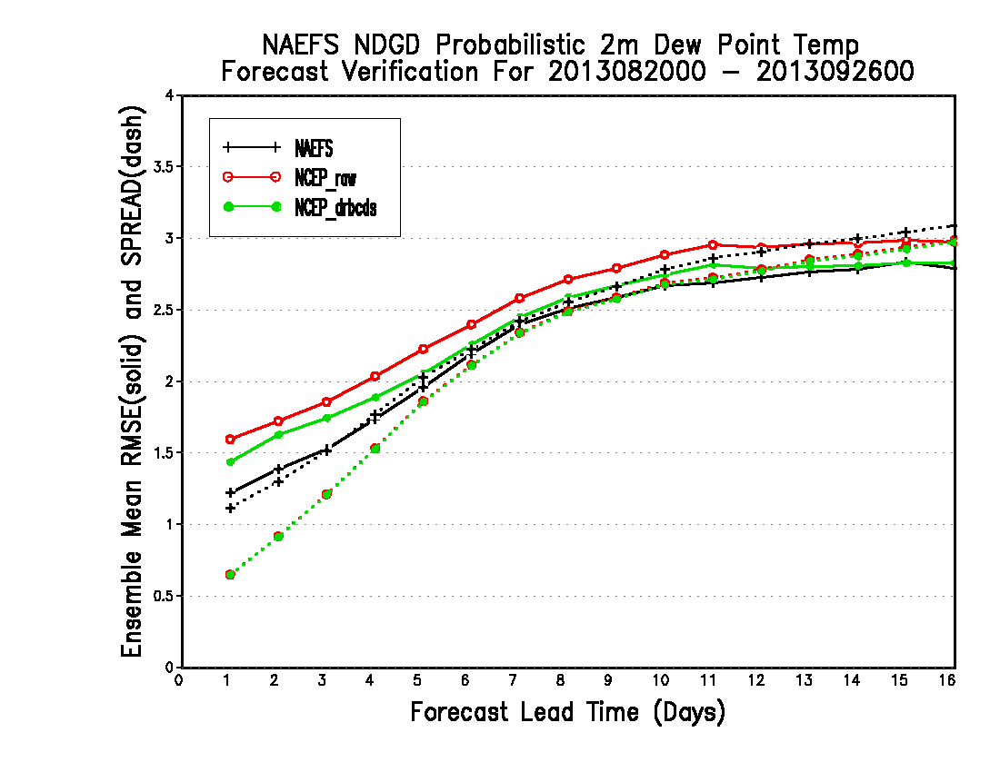 NAEFS NDGD Probabilistic 2m Dew Point Temp
Forecast Verification For 2013082000 – 2013092600
Ensemble Mean RMSE(solid) and SPREAD(dash)
4
3.5
3
2.5
2
1.5
1
0.5
0
NAEFS
NCEP_raw
NCEP_drbcds
0 1 2 3 4 5 6 7 8 9 10 11 12 13 14 15 16
Forecast Lead Time (Days)